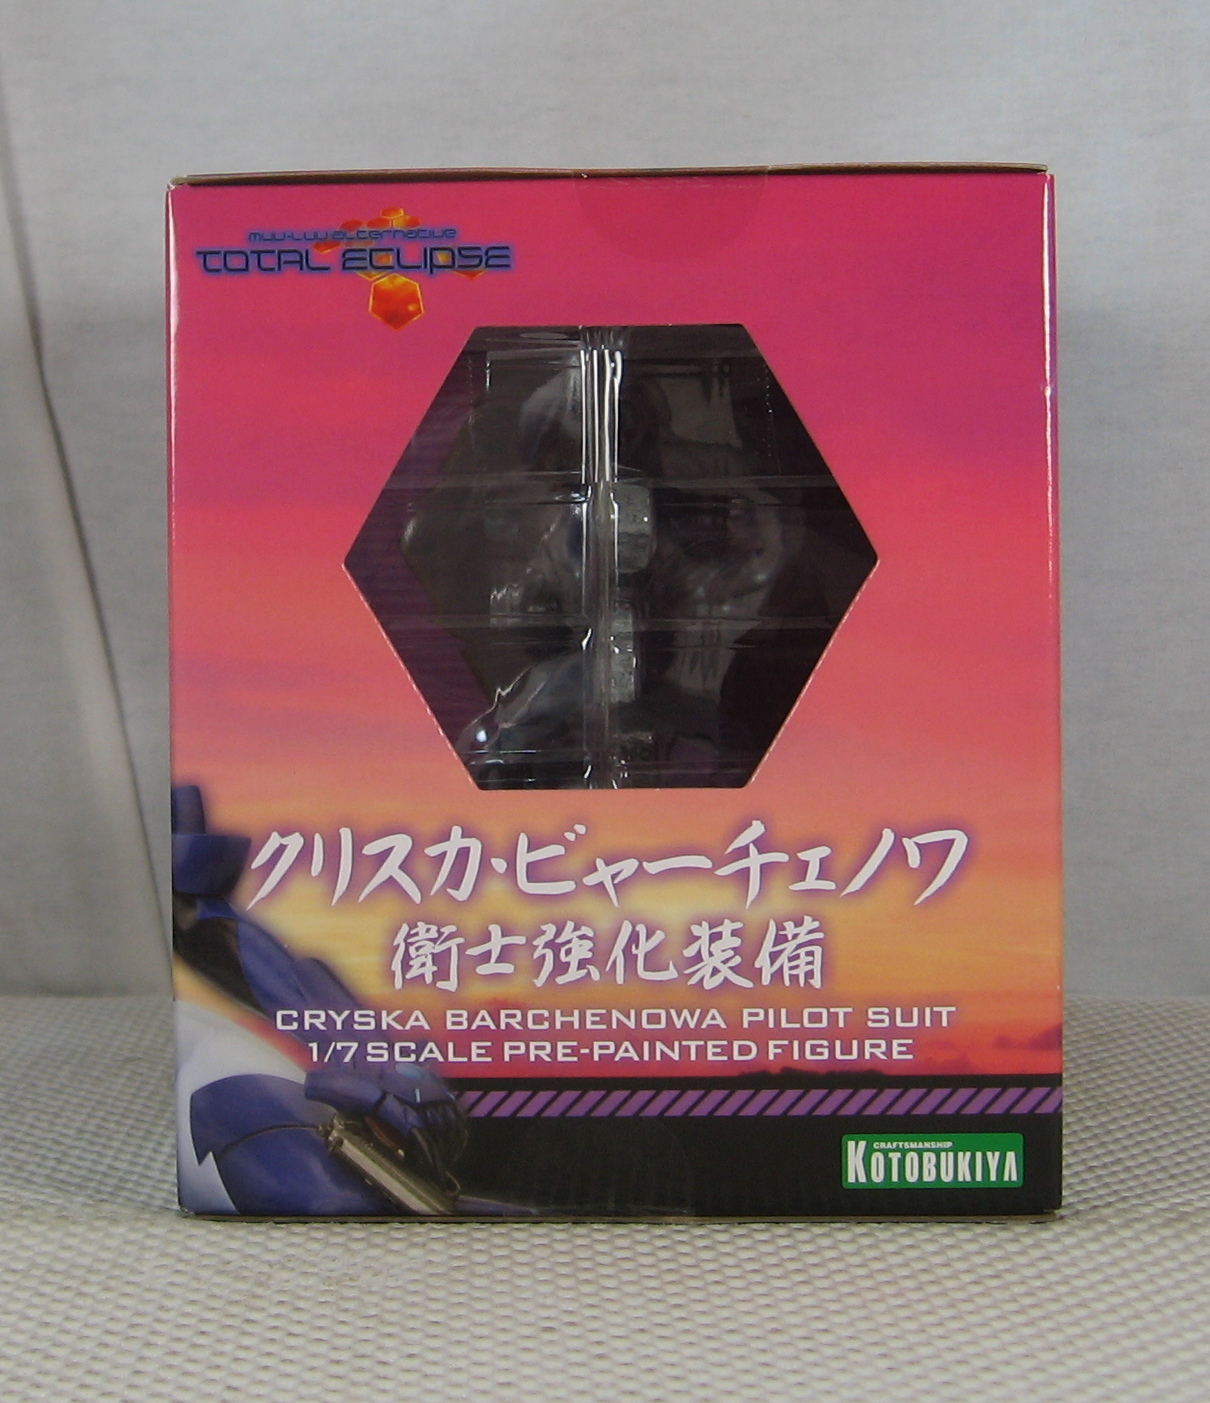 muv-luv alternative
TOTAL ECLIPSE
クリスカ・ビャーチェノワ
衛士強化装備
CRYSKA BARCHENOWA PILOT SUIT
1/7 SCALE PRE-PAINTED FIGURE
CRAFTSMANSHIP
KOTOBUKIYA